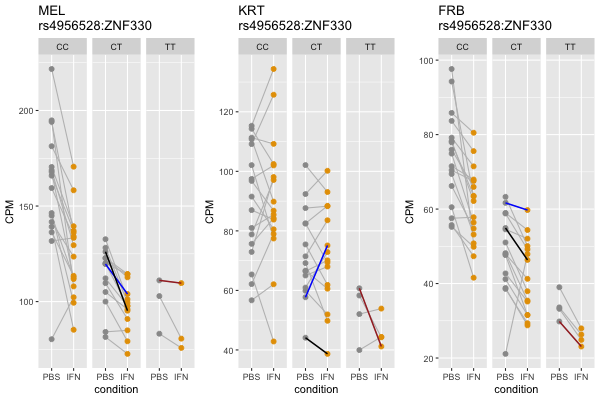 MEL
rs4956528:ZNF330
CC CT TT
200
150
100
CPM
PBS IFN PBS IFN PBS IFN
condition
KRT
rs4956528:ZNF330
CC CT TT
120
100
80
60
40
CPM
PBS IFN PBS IFN PBS IFN
condition
FRB
rs4956528:ZNF330
CC CT TT
100
80
60
40
20
CPM
PBS IFN PBS IFN PBS IFN
condition